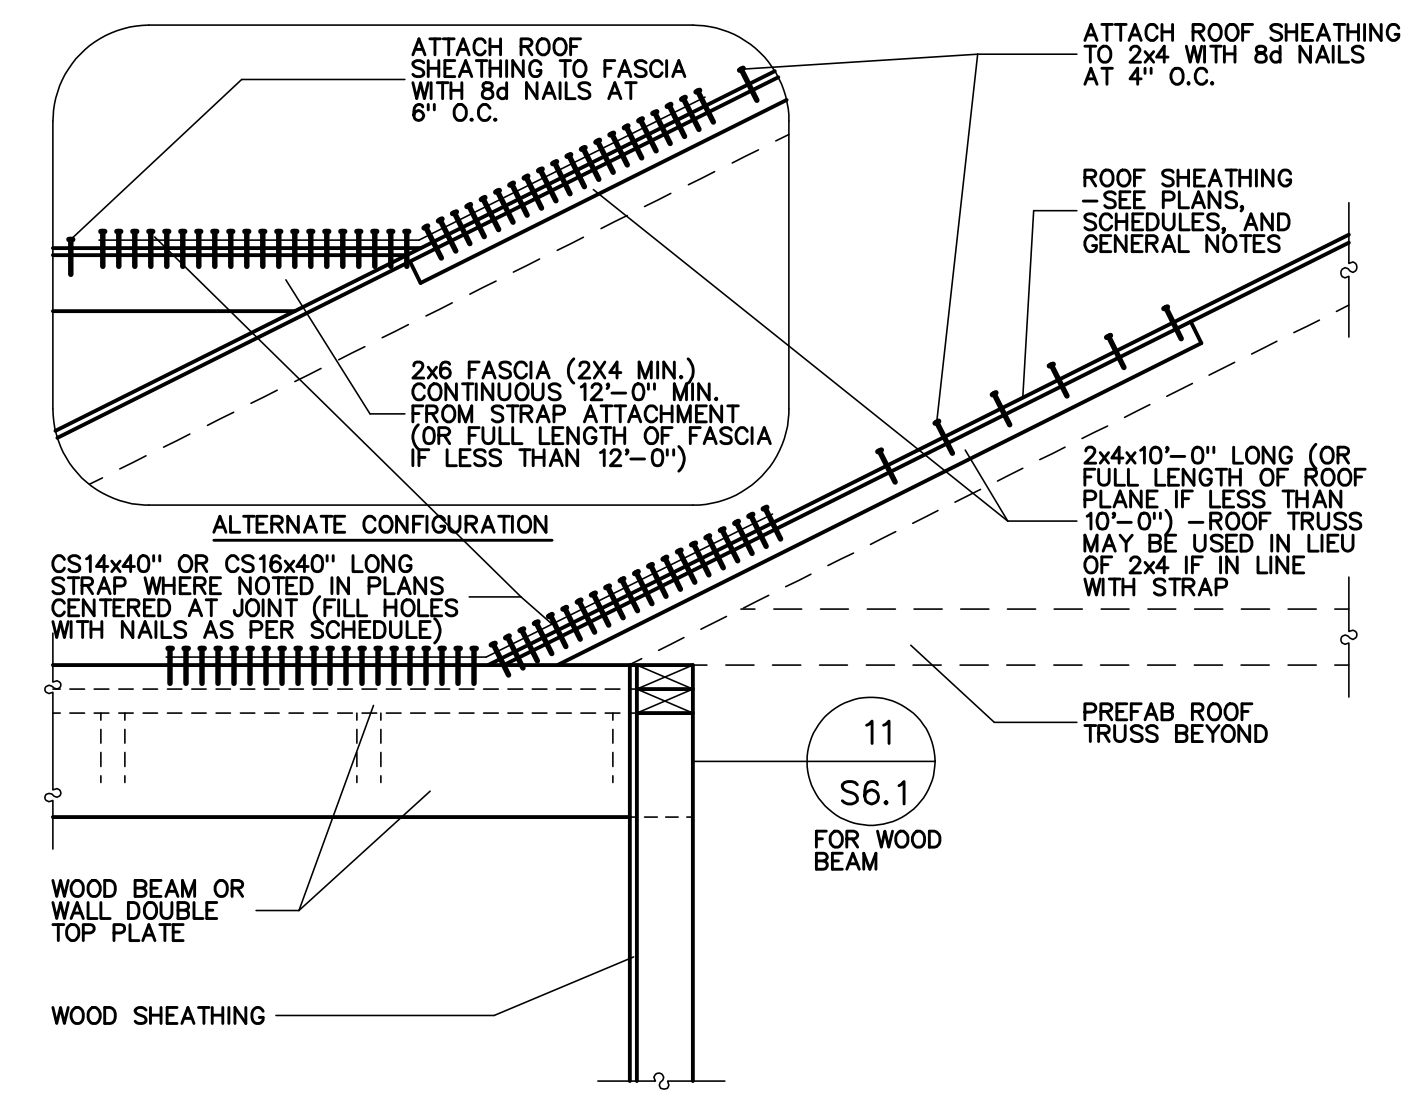 ATTACH ROOF
SHEATHING TO FASCIA
WITH 8d NAILS AT
6" O.C.
ATTACH ROOF SHEATHING
TO 2x4 WITH 8d NAILS
AT 4" O.C.
ROOF SHEATHING
-SEE PLANS,
SCHEDULES, AND
GENERAL NOTES
2x6 FASCIA (2X4 MIN.)
CONTINUOUS 12'-0" MIN.
FROM STRAP ATTACHMENT
(OR FULL LENGTH OF FASCIA
IF LESS THAN 12'-0")
2x4x10'-0" LONG (OR
FULL LENGTH OF ROOF
PLANE IF LESS THAN
10'-0") -ROOF TRUSS
MAY BE USED IN LIEU
OF 2x4 IF IN LINE
WITH STRAP
ALTERNATE CONFIGURATION
CS14x40" OR CS16x40" LONG
STRAP WHERE NOTED IN PLANS
CENTERED AT JOINT (FILL HOLES
WITH NAILS AS PER SCHEDULE)
PREFAB ROOF
TRUSS BEYOND
11
S6.1
FOR WOOD
BEAM
WOOD BEAM OR
WALL DOUBLE
TOP PLATE
WOOD SHEATHING